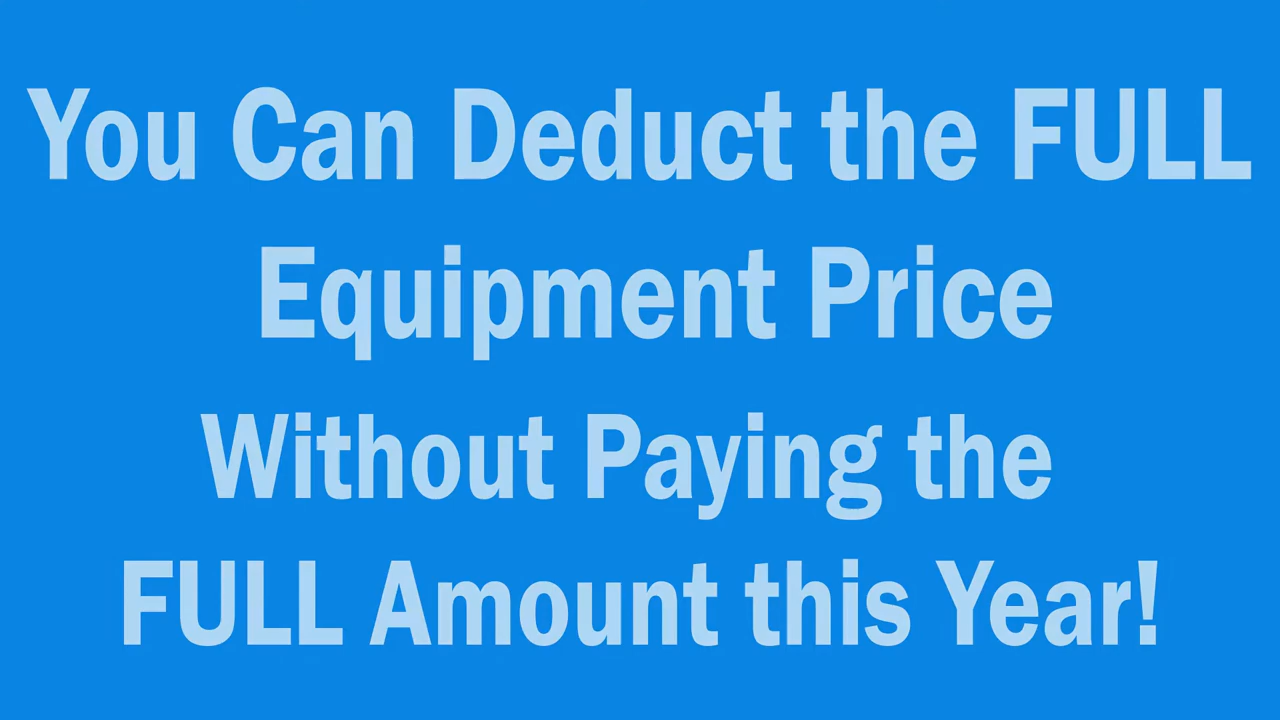 You Can Deduct the FULL
Equipment Price
Without Paying the
FULL Amount this Year!